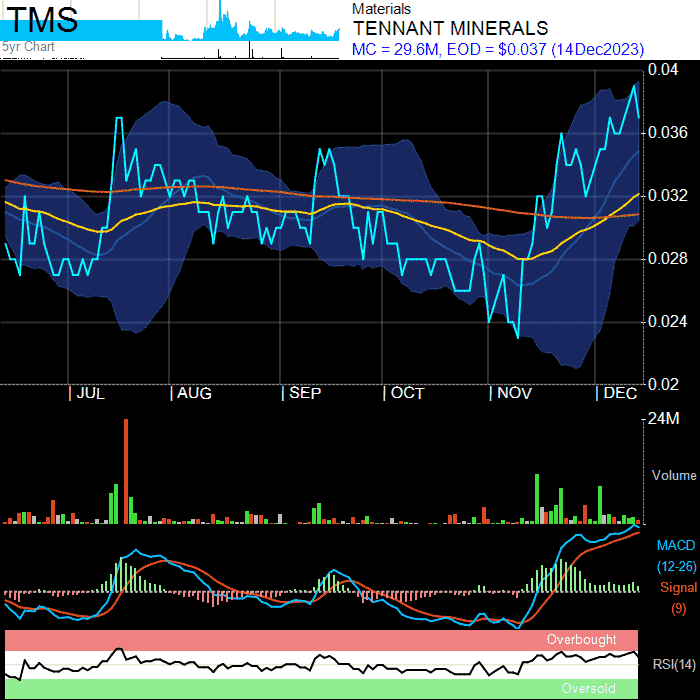 TMS
5yr Chart
Materials
TENNANT MINERALS
MC = 29.6M, EOD = $0.037 (14Dec2023)
0.04
0.036
0.032
0.028
0.024
0.02
JUL AUG SEP OCT NOV DEC
24M
Volume
MACD
(12-26)
Signal
(9)
Overbought
RSI(14)
Oversold